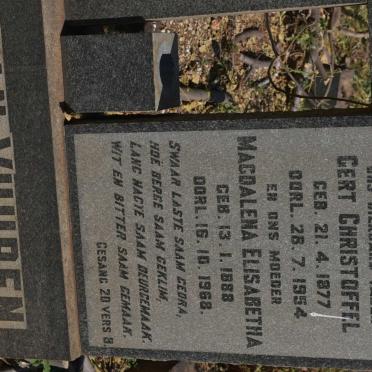 GERT CHRISTOFFEL
GEB. 21. 4. 1877
OORL. 26. 7. 1954
EN ONS MOEDER
MAGDALENA ELISABETHA
GEB. 13. 1. 1888
OORL. 16. 10. 1968.
SWAAR LASTE SAAM GEDRA,
HOË BERGE SAAM GEKLIM,
LANG NAGTE SAAM DEURGEMAAK,
WIT EN BITTER SAAM GEMAAK.
GESANG 20 VERS 3.
VUUREN